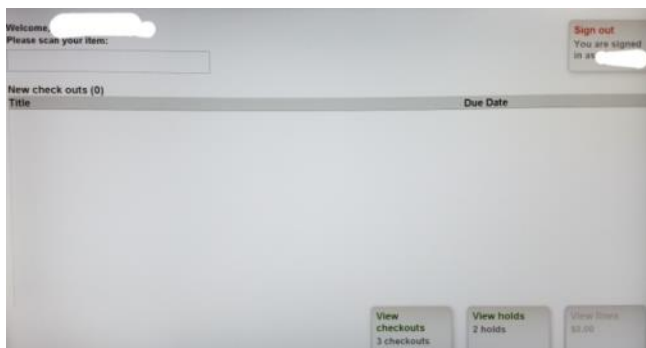 Welcome,
Please scan your item:
Sign out
You are signed
in as
New check outs (0)
Title Due Date
View
checkouts
3 checkouts
View holds
2 holds
View fines
$0.00